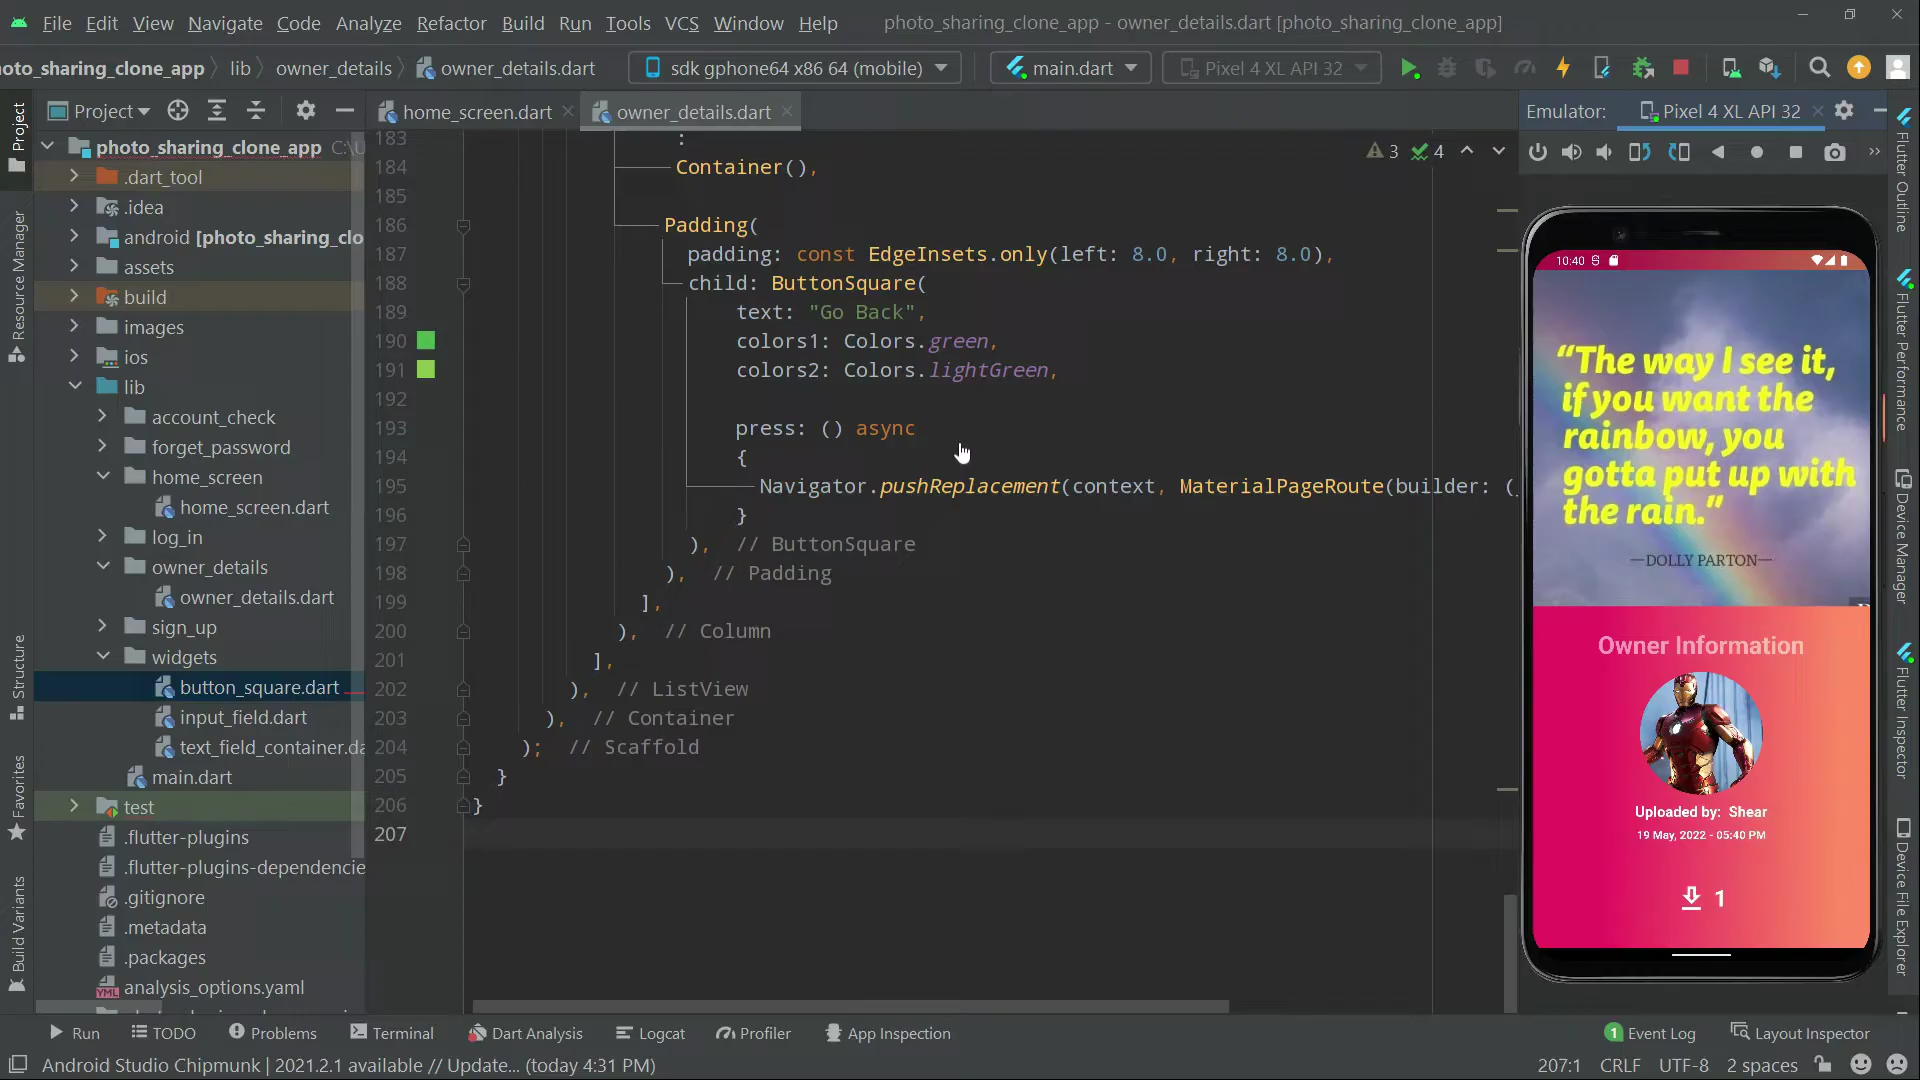 File Edit View Navigate Code Analyze Refactor Build Run Tools VCS Window Help photo_sharing_clone_app - owner_details.dart [photo_sharing_clone_app]
oto_sharing_clone_app lib owner_details owner_details.dart sdk gphone64 x86 64 (mobile) main.dart Pixel 4 XL API 32
Project home_screen.dart owner_details.dart Emulator: Pixel 4 XL API 32
photo_sharing_clone_app C:\U
.dart_tool
.idea
android [photo_sharing_clo
assets
build
images
ios
lib
account_check
forget_password
home_screen
home_screen.dart
log_in
owner_details
owner_details.dart
sign_up
widgets
button_square.dart
input_field.dart
text_field_container.da
main.dart
test
.flutter-plugins
.flutter-plugins-dependencie
.gitignore
.metadata
.packages
analysis_options.yaml
3 4
183 :
184 Container(),
185
186 Padding(
187 padding: const EdgeInsets.only(left: 8.0, right: 8.0),
188 child: ButtonSquare(
189 text: "Go Back",
190 colors1: Colors.green,
191 colors2: Colors.lightGreen,
192
193 press: () async
194 {
195 Navigator.pushReplacement(context, MaterialPageRoute(builder: (
196 }
197 ), // ButtonSquare
198 ), // Padding
199 ],
200 ), // Column
201 ],
202 ), // ListView
203 ), // Container
204 ); // Scaffold
205 }
206 }
207
10:40
“The way I see it,
if you want the
rainbow, you
gotta put up with
the rain.”
—DOLLY PARTON—
Owner Information
Uploaded by: Shear
19 May, 2022 - 05:40 PM
1
Project
Resource Manager
Structure
Favorites
Build Variants
Flutter Outline
Flutter Performance
Device Manager
Flutter Inspector
Device File Explorer
Run TODO Problems Terminal Dart Analysis Logcat Profiler App Inspection 1 Event Log Layout Inspector
Android Studio Chipmunk | 2021.2.1 available // Update... (today 4:31 PM) 207:1 CRLF UTF-8 2 spaces